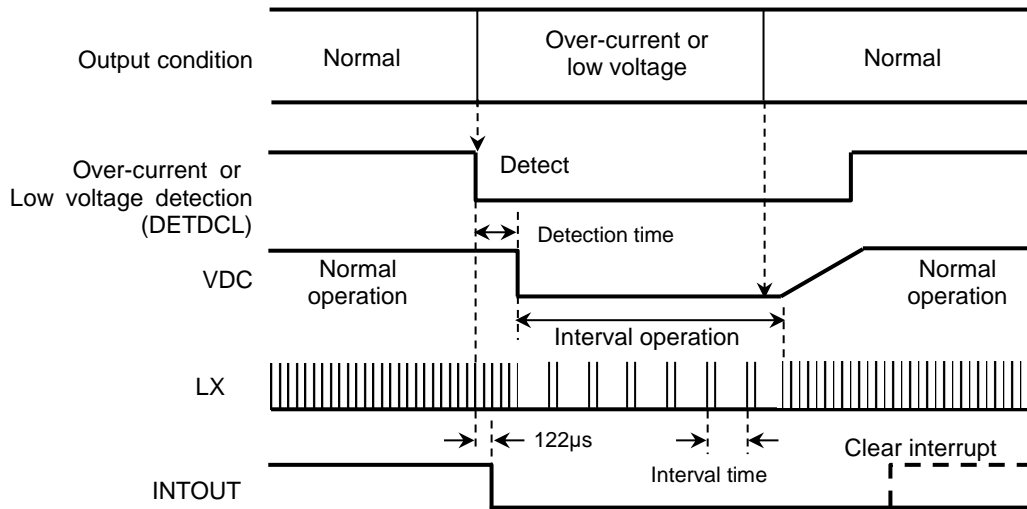 Output condition
Normal
Over-current or
low voltage
Normal
Over-current or
Low voltage detection
(DETDCL)
Detect
Detection time
VDC
Normal
operation
Normal
operation
Interval operation
LX
122µs
Interval time
Clear interrupt
INTOUT